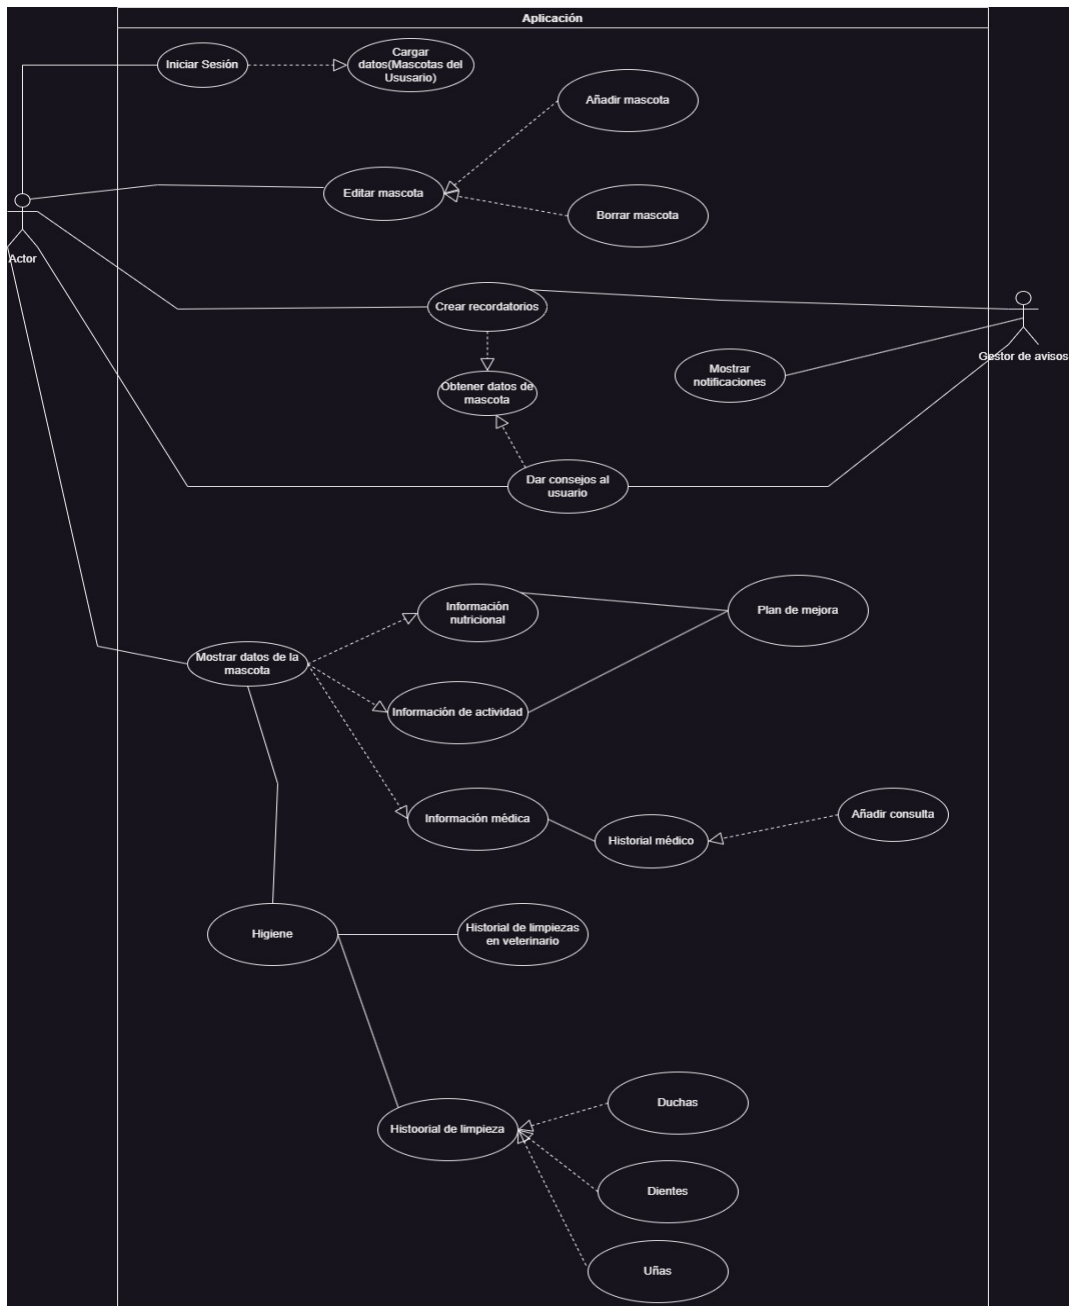 Aplicación
Iniciar Sesión
Cargar
datos(Mascotas del
Ususario)
Añadir mascota
Editar mascota
Borrar mascota
Actor
Crear recordatorios
Gestor de avisos
Mostrar
notificaciones
Obtener datos de
mascota
Dar consejos al
usuario
Información
nutricional
Plan de mejora
Mostrar datos de la
mascota
Información de actividad
Información médica
Añadir consulta
Historial médico
Higiene
Historial de limpiezas
en veterinario
Duchas
Histoorial de limpieza
Dientes
Uñas